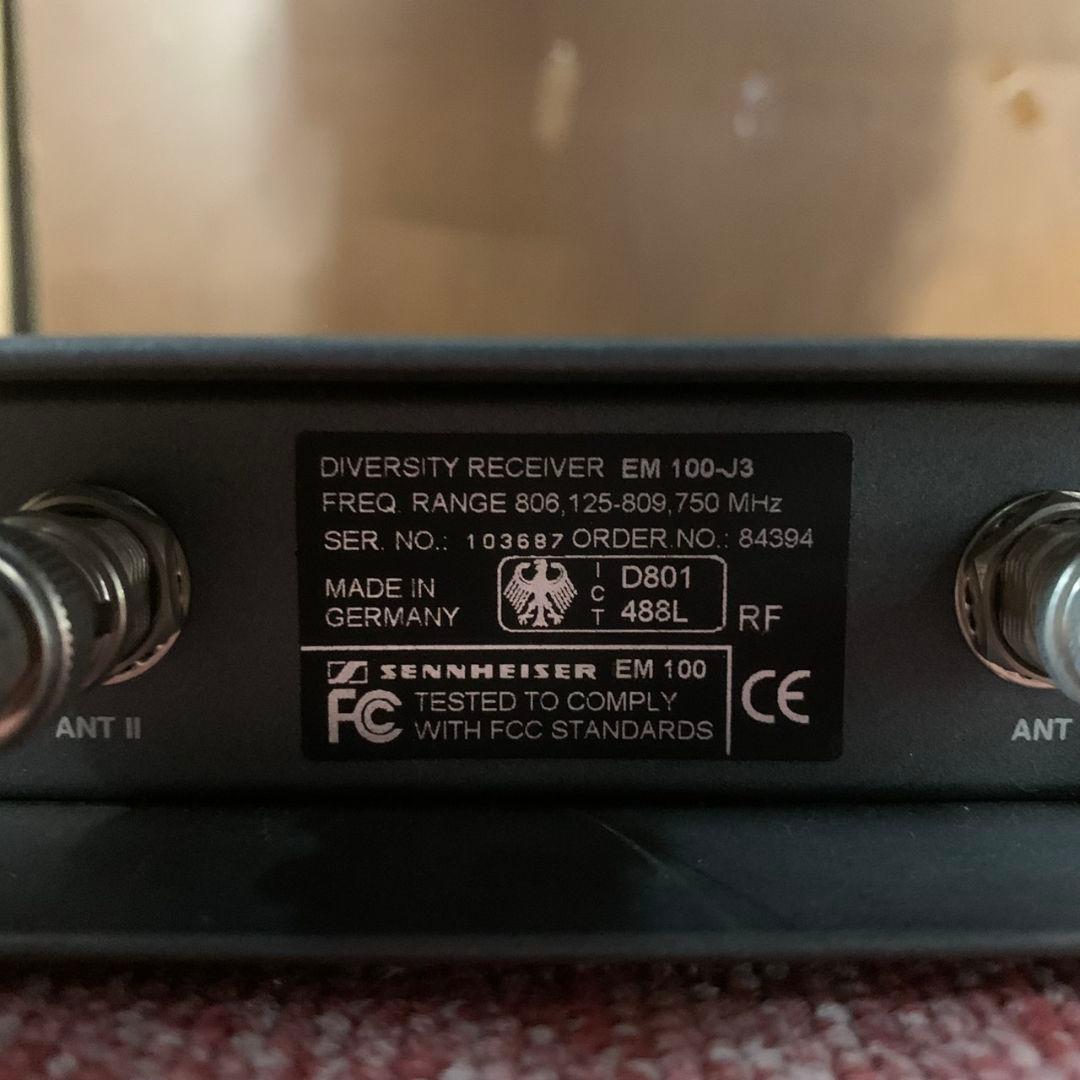 DIVERSITY RECEIVER EM 100-J3
FREQ. RANGE 806,125-809,750 MHz
SER. NO.: 103687 ORDER NO.: 84394
MADE IN
GERMANY
I
C
T
D801
488L
RF
SENNHEISER EM 100
FC TESTED TO COMPLY
WITH FCC STANDARDS
CE
ANT II
ANT